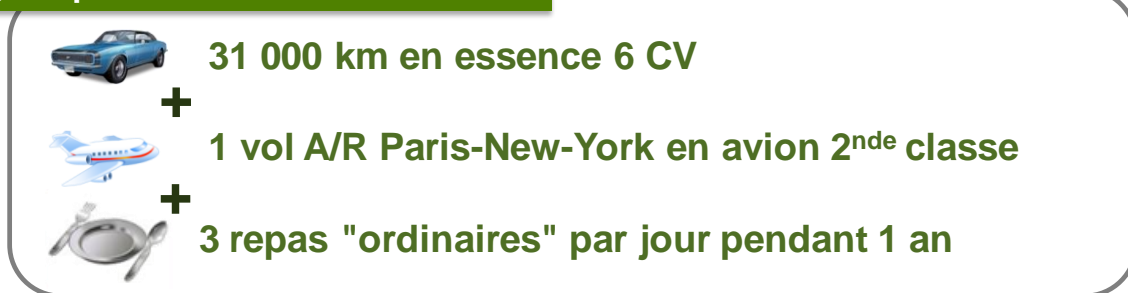 31 000 km en essence 6 CV
+
1 vol A/R Paris-New-York en avion 2nde classe
+
3 repas "ordinaires" par jour pendant 1 an